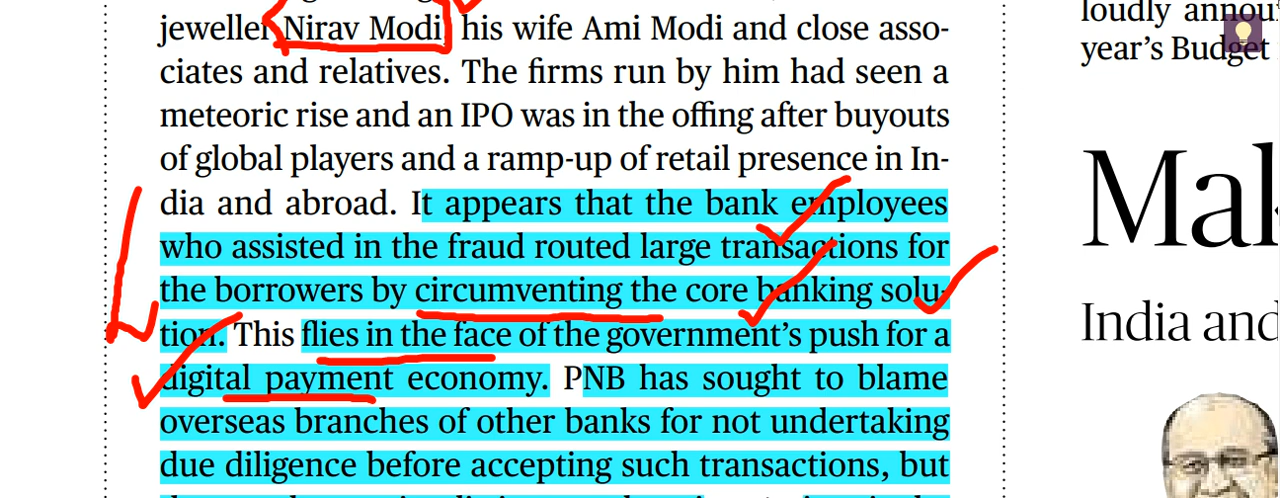 jeweller Nirav Modi, his wife Ami Modi and close asso-
ciates and relatives. The firms run by him had seen a
meteoric rise and an IPO was in the offing after buyouts
of global players and a ramp-up of retail presence in In-
dia and abroad. It appears that the bank employees
who assisted in the fraud routed large transactions for
the borrowers by circumventing the core banking solu-
tion. This flies in the face of the government's push for a
digital payment economy. PNB has sought to blame
overseas branches of other banks for not undertaking
due diligence before accepting such transactions, but
loudly
year's Budget
Mak
India and